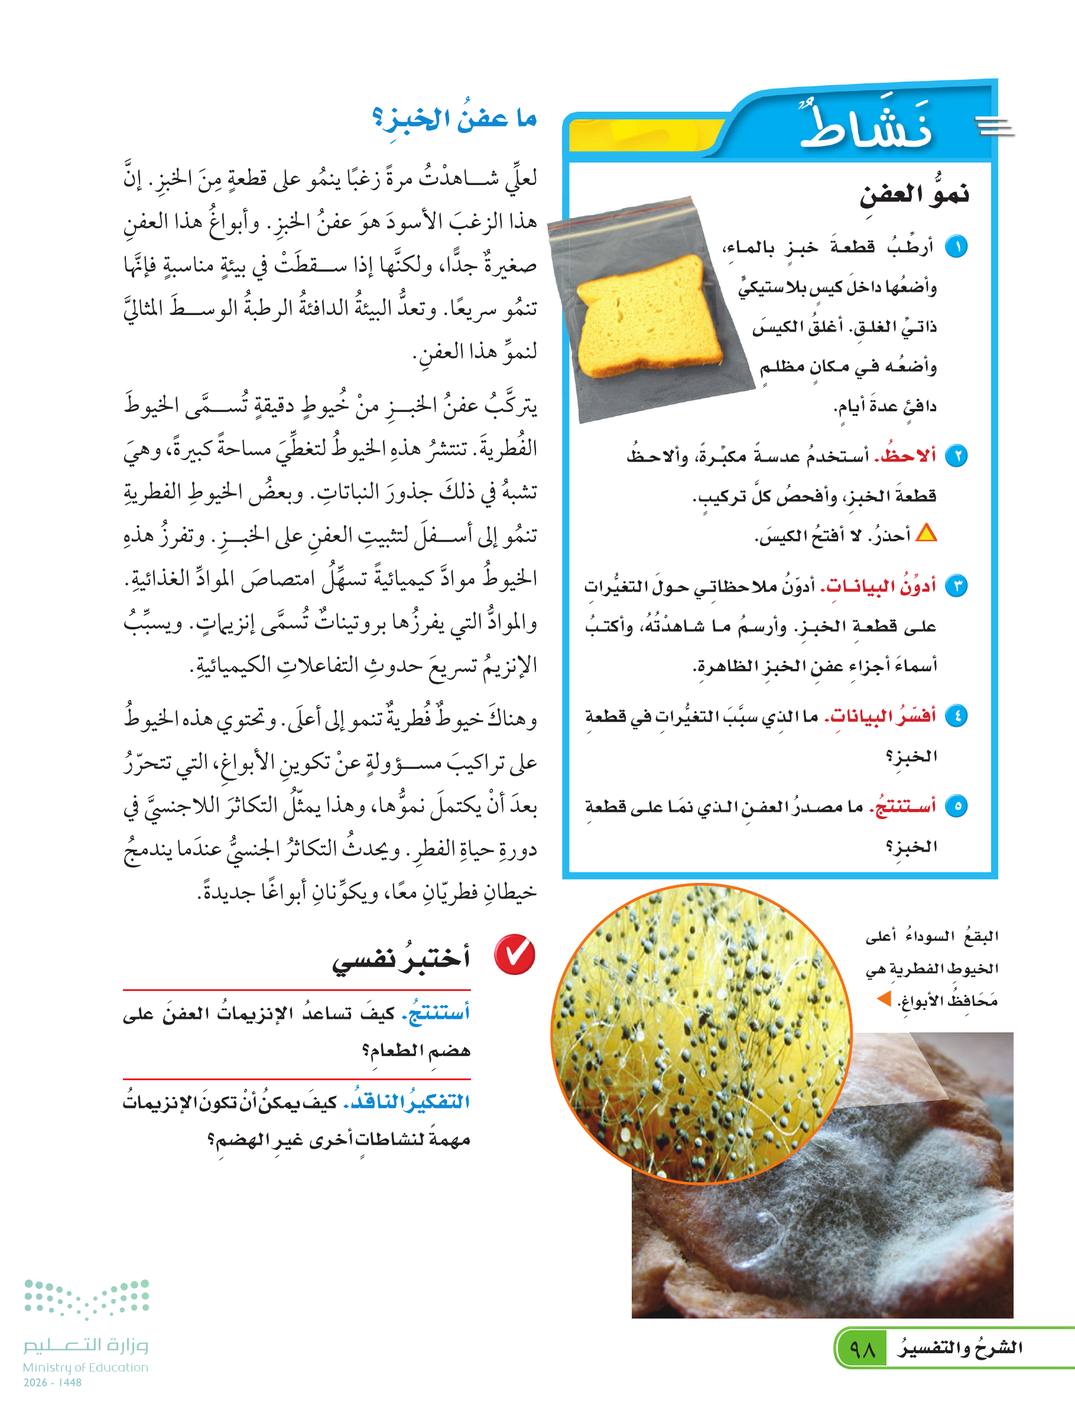 نَشَاطٌ
نموُّ العفنِ
١ أرطِّبُ قطعةَ خبزٍ بالماءِ،
وأضعُها داخلَ كيسٍ بلاستيكيٍّ
ذاتيِّ الغلقِ. أغلقُ الكيسَ
وأضعُه في مكانٍ مظلمٍ
دافئٍ عدةَ أيامٍ.
٢ ألاحظُ. أستخدمُ عدسةً مكبّرةً، وألاحظُ
قطعةَ الخبزِ، وأفحصُ كلَّ تركيبٍ.
أحذرُ. لا أفتحُ الكيسَ.
٣ أدوِّنُ البياناتِ. أدوّنُ ملاحظاتي حولَ التغيُّراتِ
على قطعةِ الخبزِ. وأرسمُ ما شاهدْتُهُ، وأكتبُ
أسماءَ أجزاءِ عفنِ الخبزِ الظاهرةِ.
٤ أفسّرُ البياناتِ. ما الذي سبَّبَ التغيُّراتِ في قطعةِ
الخبزِ؟
٥ أستنتجُ. ما مصدرُ العفنِ الذي نمَا على قطعةِ
الخبزِ؟
البقعُ السوداءُ أعلى
الخيوطِ الفطريةِ هي
مَحَافِظُ الأبواغِ.
ما عفنُ الخبزِ؟
لعلِّي شاهدْتُ مرةً زغبًا ينمُو على قطعةٍ مِنَ الخبزِ. إنَّ
هذا الزغبَ الأسودَ هوَ عفنُ الخبزِ. وأبواغُ هذا العفنِ
صغيرةٌ جدًّا، ولكنَّها إذا سقطَتْ في بيئةٍ مناسبةٍ فإنَّها
تنمُو سريعًا. وتعدُّ البيئةُ الدافئةُ الرطبةُ الوسطَ المثاليَّ
لنموِّ هذا العفنِ.
يتركَّبُ عفنُ الخبزِ منْ خُيوطٍ دقيقةٍ تُسمَّى الخيوطَ
الفُطريةَ. تنتشرُ هذهِ الخيوطُ لتغطِّيَ مساحةً كبيرةً، وهيَ
تشبهُ في ذلكَ جذورَ النباتاتِ. وبعضُ الخيوطِ الفطريةِ
تنمُو إلى أسفلَ لتثبيتِ العفنِ على الخبزِ. وتفرزُ هذهِ
الخيوطُ موادَّ كيميائيةً تسهِّلُ امتصاصَ الموادِّ الغذائيةِ.
والموادُّ التي يفرزُها بروتيناتٌ تُسمَّى إنزيماتٍ. ويسبِّبُ
الإنزيمُ تسريعَ حدوثِ التفاعلاتِ الكيميائيةِ.
وهناكَ خيوطٌ فُطريةٌ تنمو إلى أعلَى. وتحتوي هذه الخيوطُ
على تراكيبَ مسؤولةٍ عنْ تكوينِ الأبواغِ، التي تتحرّرُ
بعدَ أنْ يكتملَ نموُّها، وهذا يمثّلُ التكاثرَ اللاجنسيَّ في
دورةِ حياةِ الفطرِ. ويحدثُ التكاثرُ الجنسيُّ عندَما يندمجُ
خيطانِ فطريّانِ معًا، ويكوِّنانِ أبواغًا جديدةً.
أختبرُ نفسي
أستنتجُ. كيفَ تساعدُ الإنزيماتُ العفنَ على
هضمِ الطعامِ؟
التفكيرُ الناقدُ. كيفَ يمكنُ أنْ تكونَ الإنزيماتُ
مهمةً لنشاطاتٍ أخرى غيرِ الهضمِ؟
وزارة التعليم
Ministry of Education
2026 - 1448
٩٨ الشرحُ والتفسيرُ